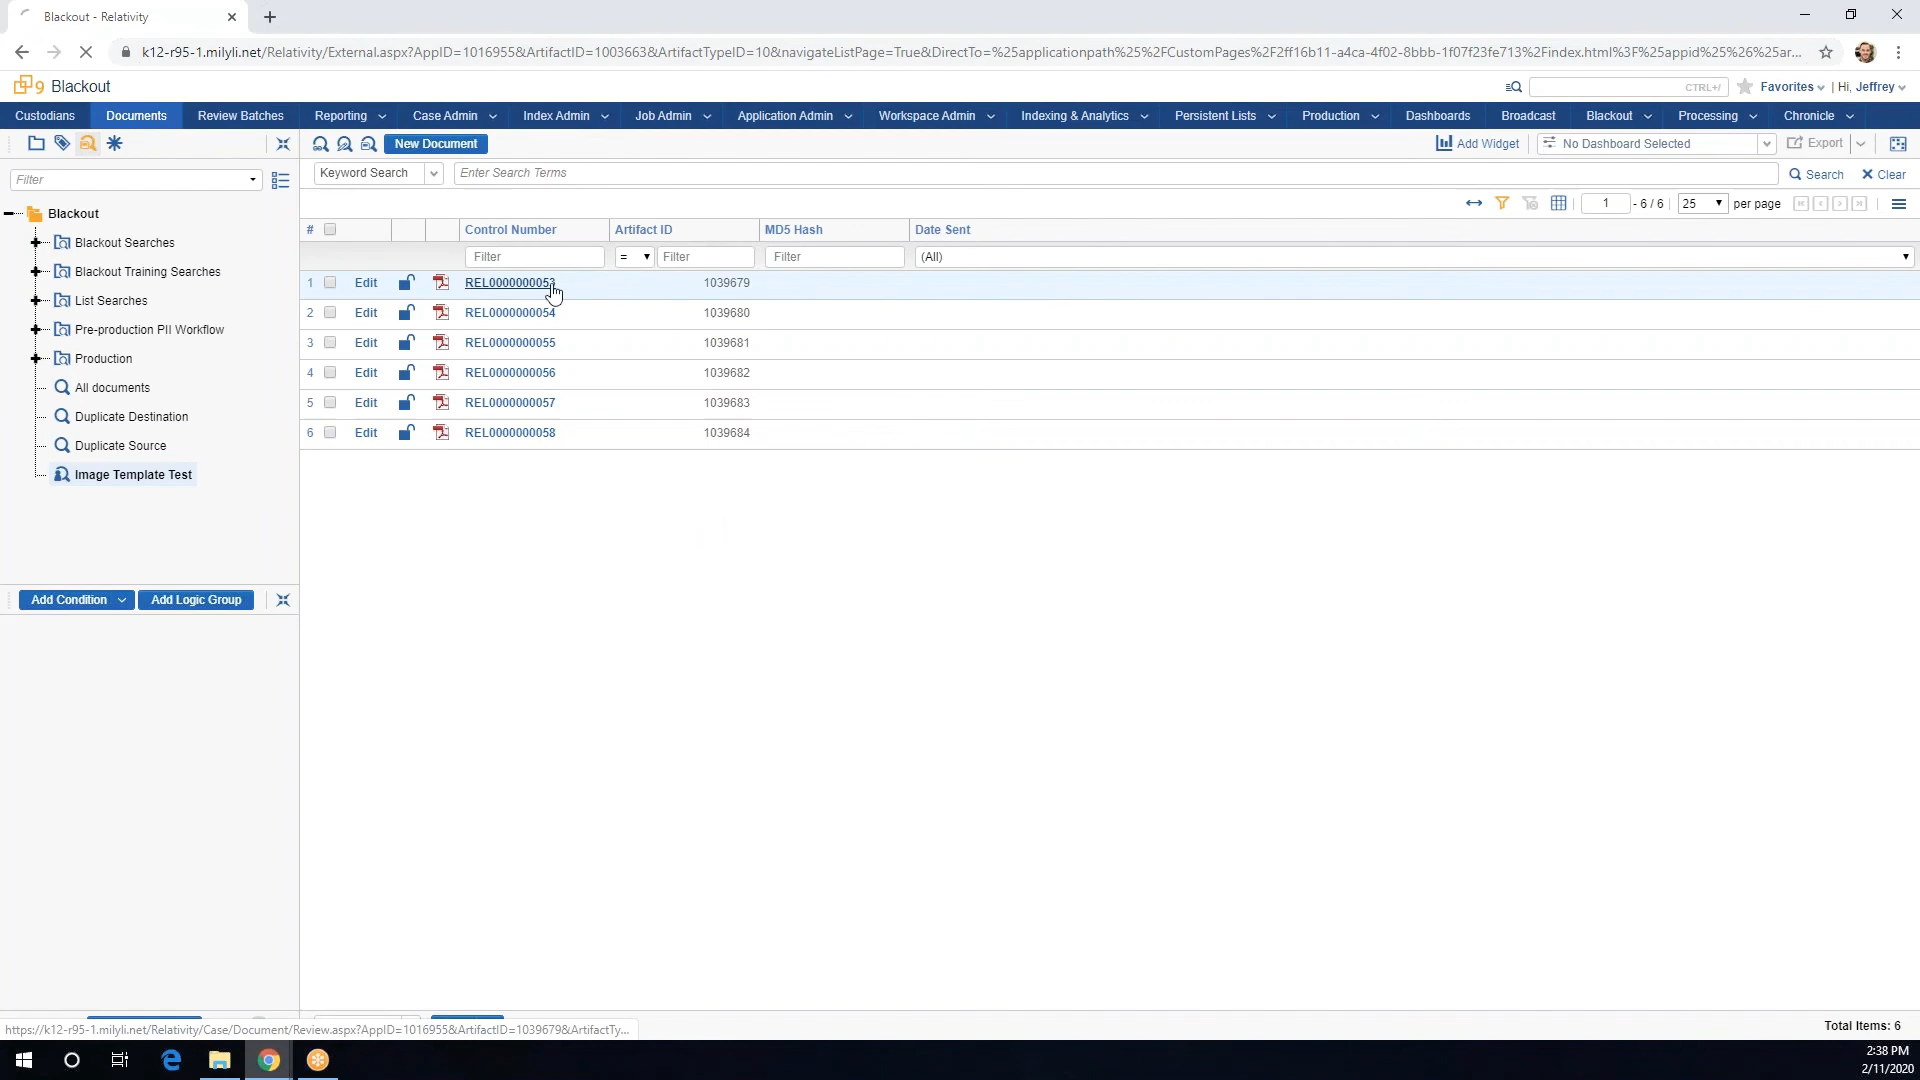 Blackout - Relativity
k12-r95-1.milyli.net/Relativity/External.aspx?AppID=1016955&ArtifactID=1003663&ArtifactTypeID=10&navigateListPage=True&DirectTo=%25applicationpath%25%2FCustomPages%2F2ff16b11-a4ca-4f02-8bbb-1f07f23fe713%2Findex.html%3F%25appid%25%26%25ar...
9 Blackout
CTRL+/ Favorites | Hi, Jeffrey
Custodians Documents Review Batches Reporting Case Admin Index Admin Job Admin Application Admin Workspace Admin Indexing & Analytics Persistent Lists Production Dashboards Broadcast Blackout Processing Chronicle
New Document Add Widget No Dashboard Selected Export
Filter Keyword Search Enter Search Terms Search Clear
1 - 6 / 6 25 per page
Blackout
Blackout Searches
Blackout Training Searches
List Searches
Pre-production PII Workflow
Production
All documents
Duplicate Destination
Duplicate Source
Image Template Test
# Control Number Artifact ID MD5 Hash Date Sent
Filter = Filter Filter (All)
1 Edit REL0000000053 1039679
2 Edit REL0000000054 1039680
3 Edit REL0000000055 1039681
4 Edit REL0000000056 1039682
5 Edit REL0000000057 1039683
6 Edit REL0000000058 1039684
Add Condition Add Logic Group
https://k12-r95-1.milyli.net/Relativity/Case/Document/Review.aspx?AppID=1016955&ArtifactID=1039679&ArtifactTy...
Total Items: 6
2:38 PM
2/11/2020